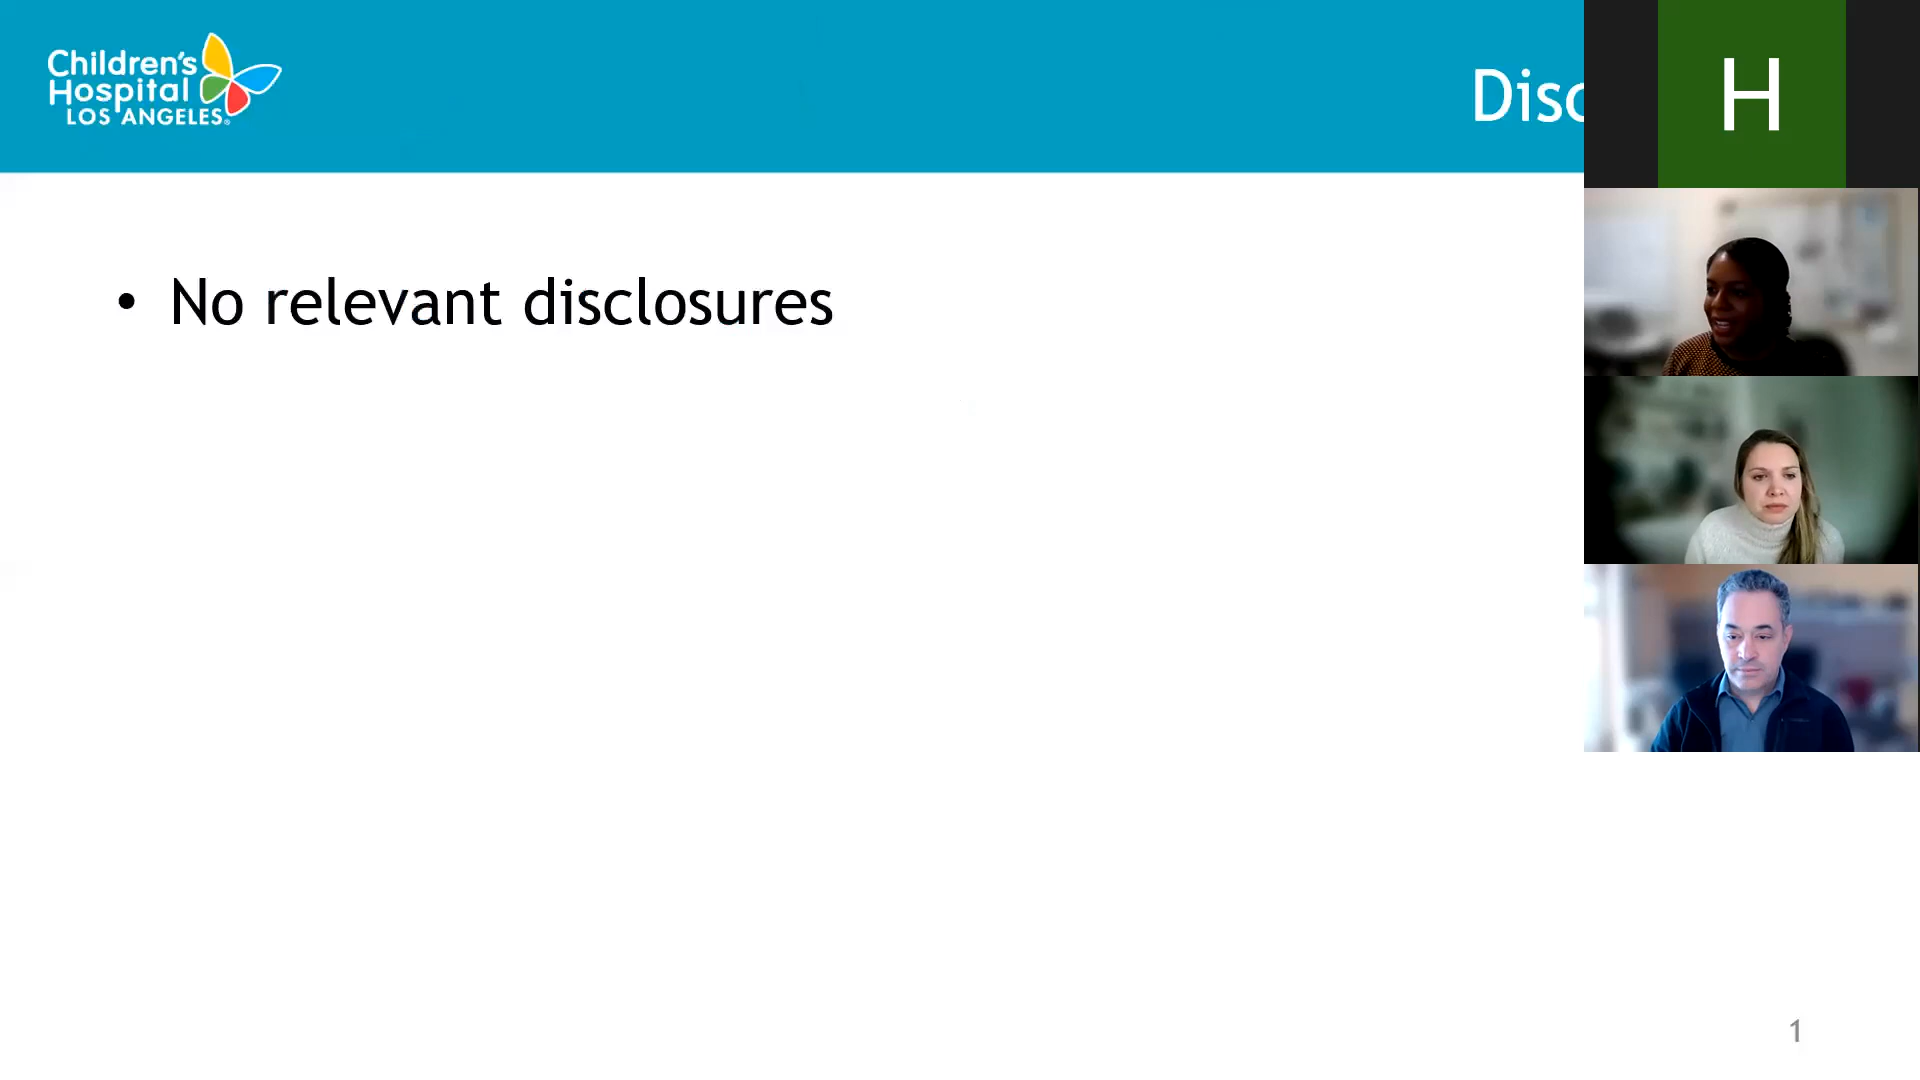 Children's
Hospital
LOS ANGELES®
Disc
H
• No relevant disclosures
1